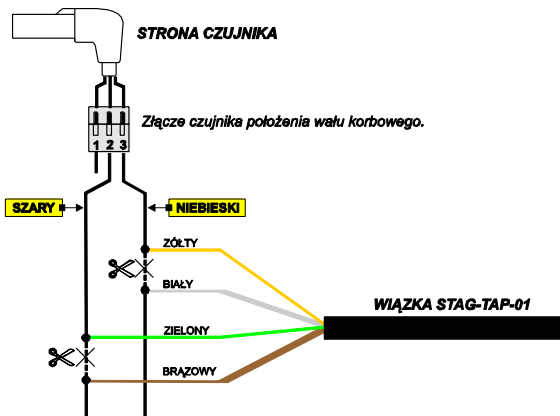 STRONA CZUJNIKA
Złącze czujnika położenia wału korbowego.
1 2 3
SZARY
NIEBIESKI
ŻÓŁTY
BIAŁY
WIĄZKA STAG-TAP-01
ZIELONY
BRĄZOWY